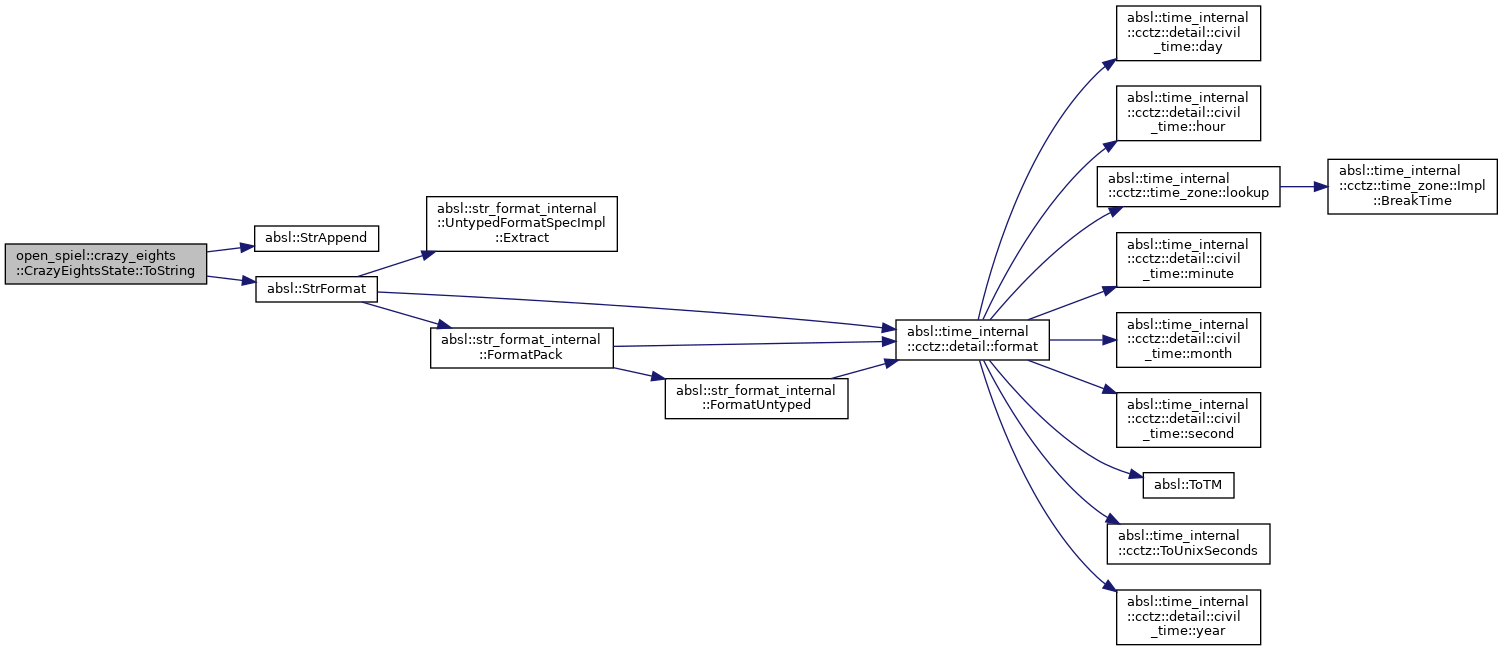 open_spiel::crazy_eights
::CrazyEightsState::ToString
absl::StrAppend
absl::StrFormat
absl::str_format_internal
::UntypedFormatSpecImpl
::Extract
absl::str_format_internal
::FormatPack
absl::str_format_internal
::FormatUntyped
absl::time_internal
::cctz::detail::format
absl::time_internal
::cctz::detail::civil
_time::day
absl::time_internal
::cctz::detail::civil
_time::hour
absl::time_internal
::cctz::time_zone::lookup
absl::time_internal
::cctz::time_zone::Impl
::BreakTime
absl::time_internal
::cctz::detail::civil
_time::minute
absl::time_internal
::cctz::detail::civil
_time::month
absl::time_internal
::cctz::detail::civil
_time::second
absl::ToTM
absl::time_internal
::cctz::ToUnixSeconds
absl::time_internal
::cctz::detail::civil
_time::year